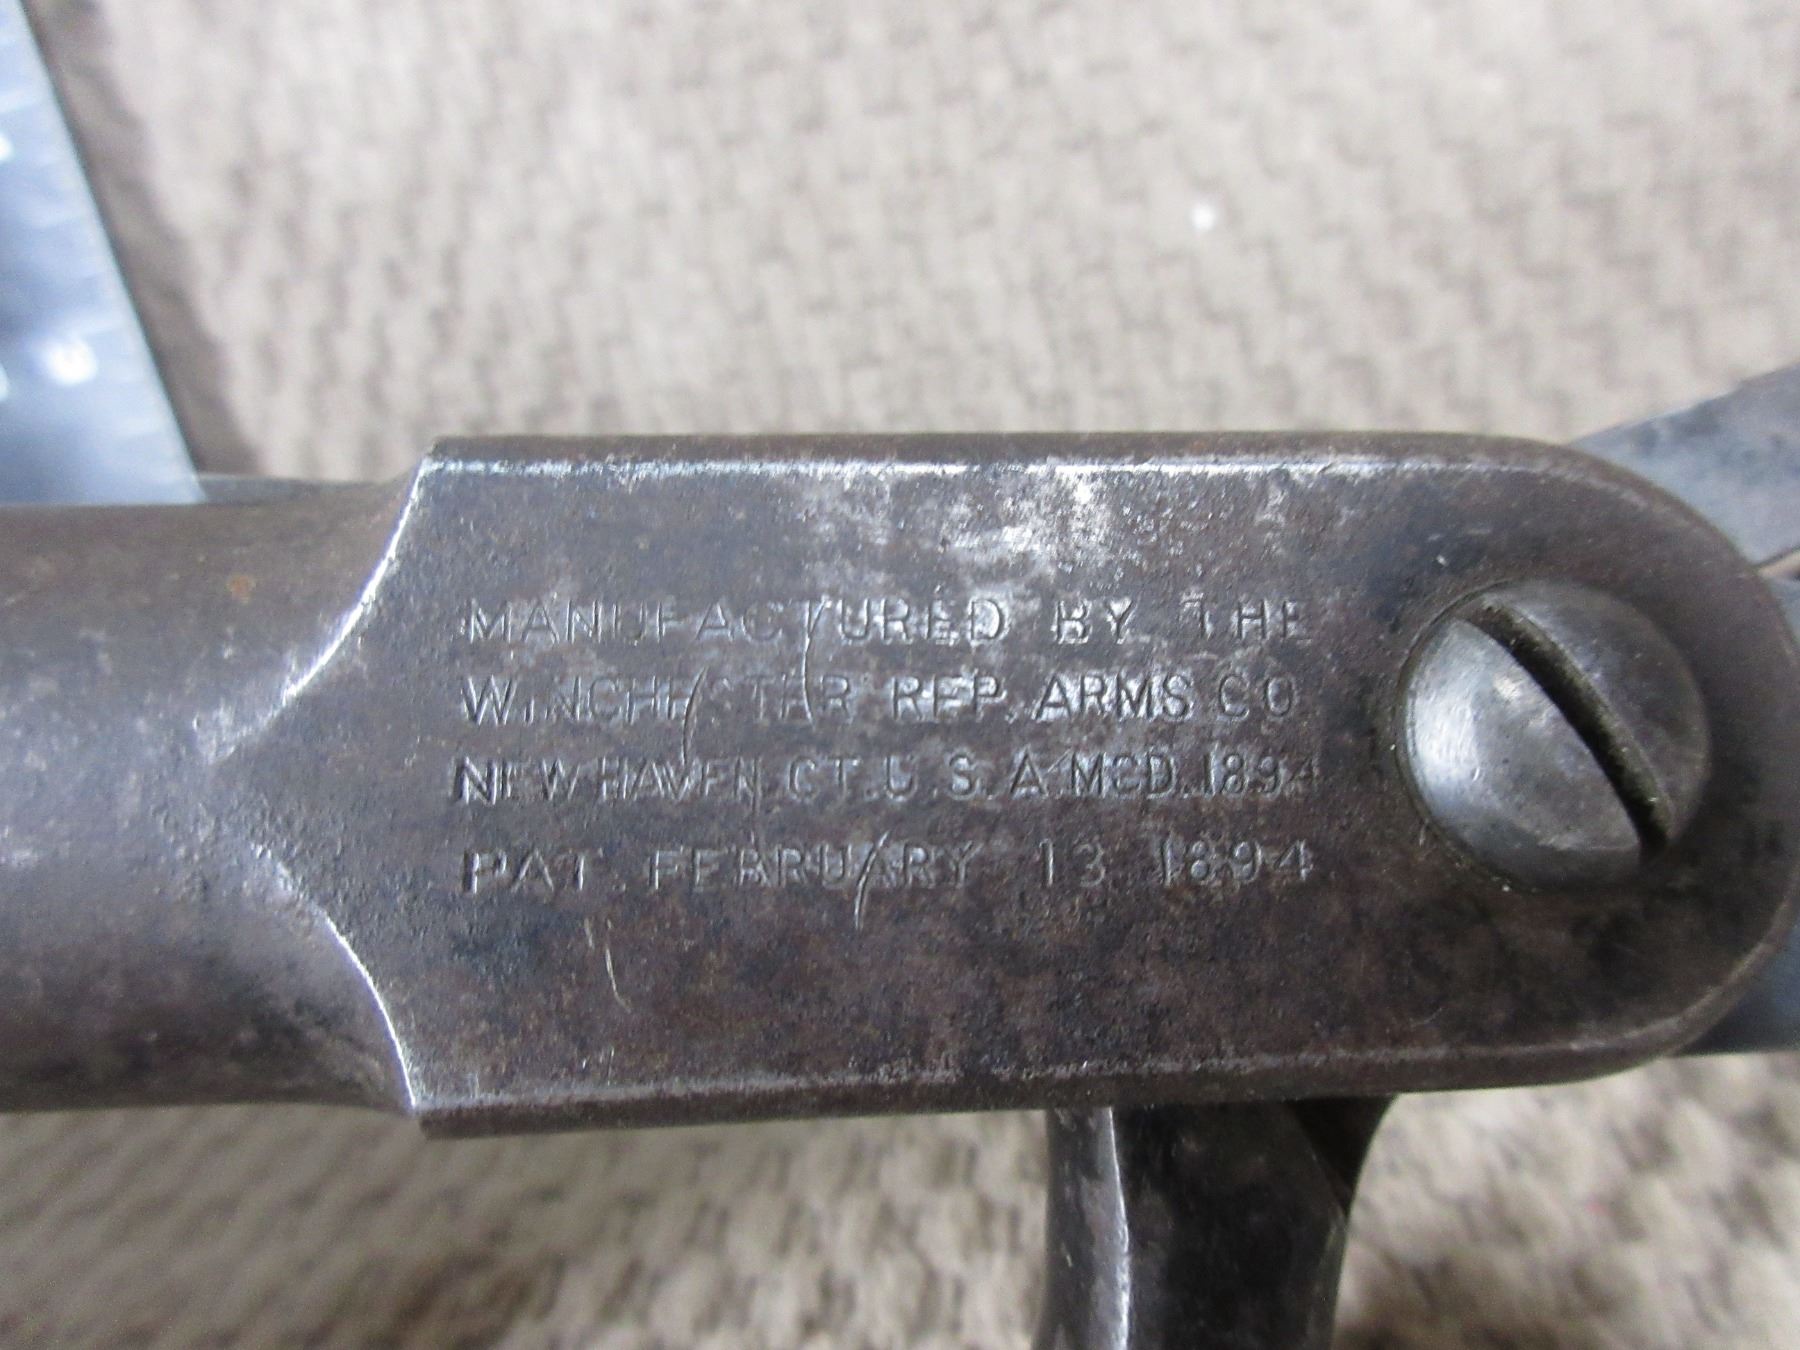 MANUFACTURED BY THE
WINCHESTER REP. ARMS CO
NEW HAVEN. CT. U.S.A. MOD. 1894
PAT. FEBRUARY 13 1894